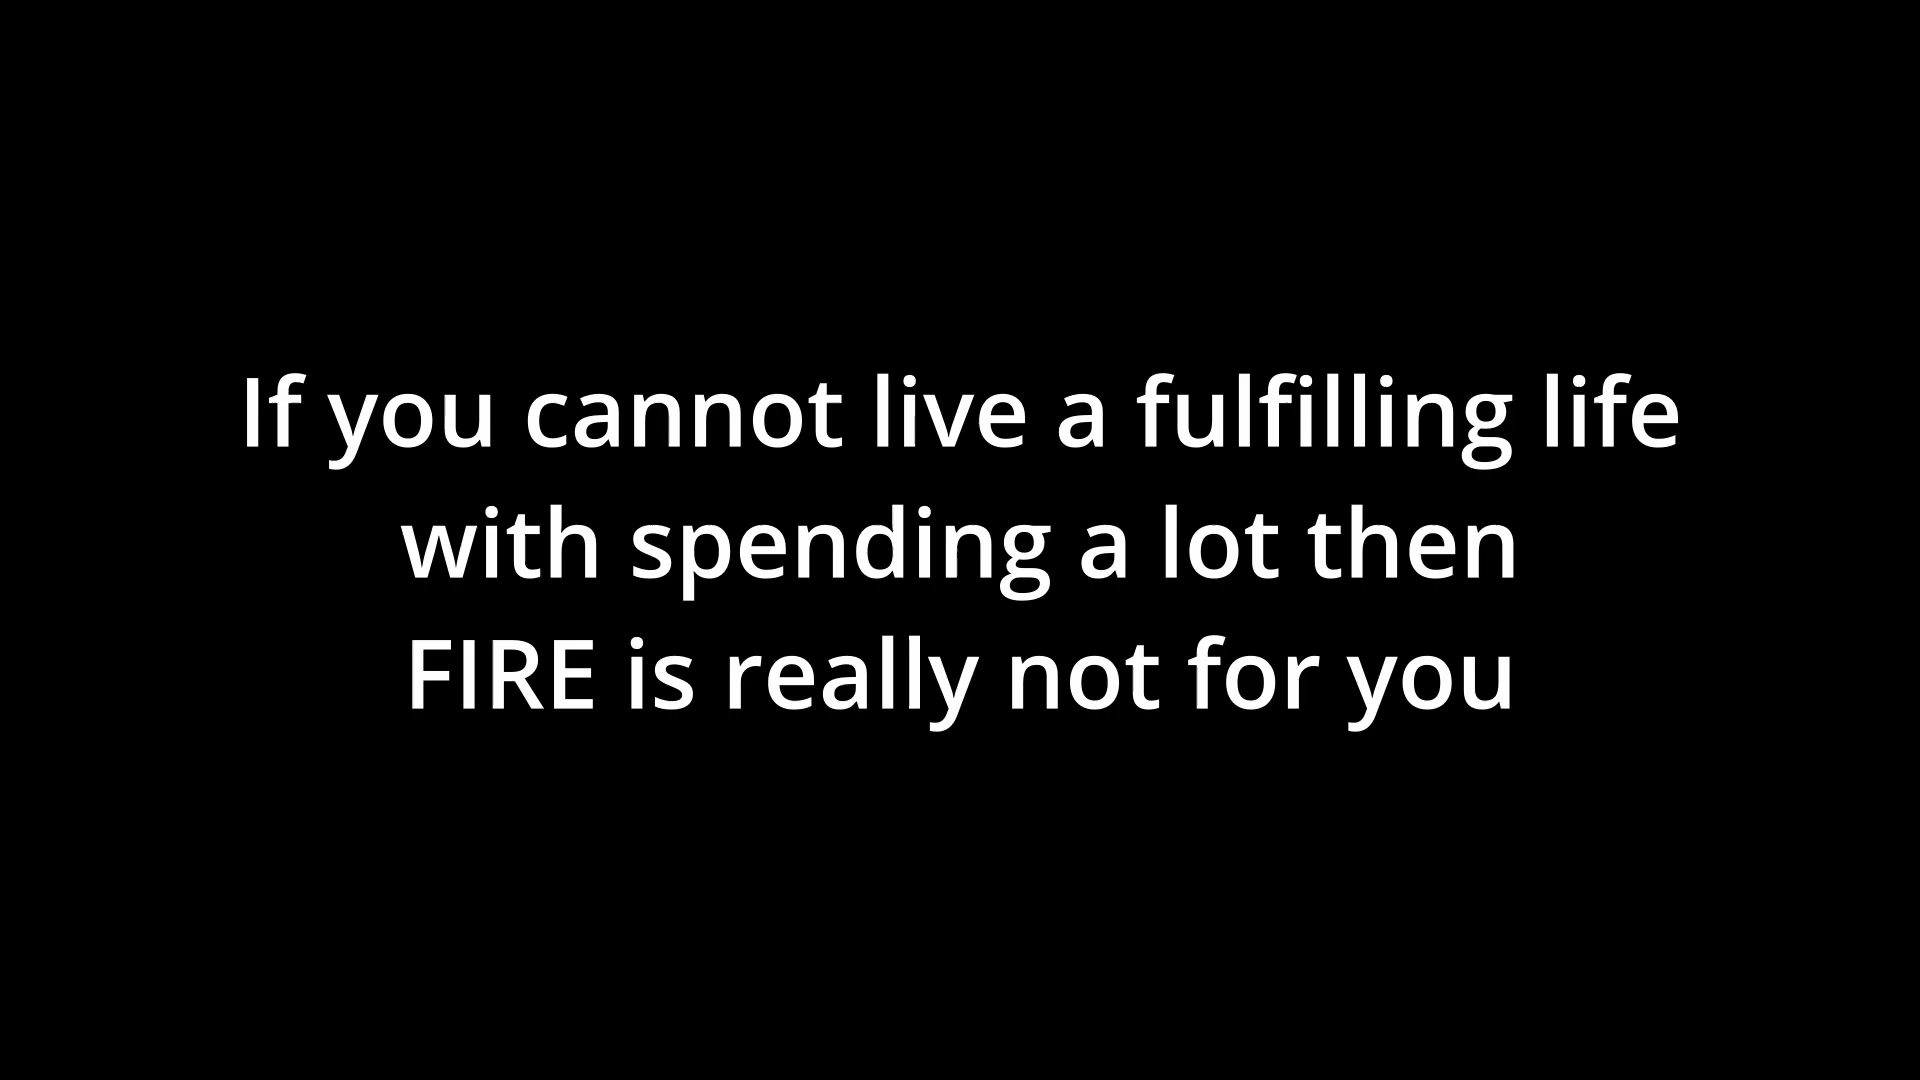 If you cannot live a fulfilling life
with spending a lot then
FIRE is really not for you